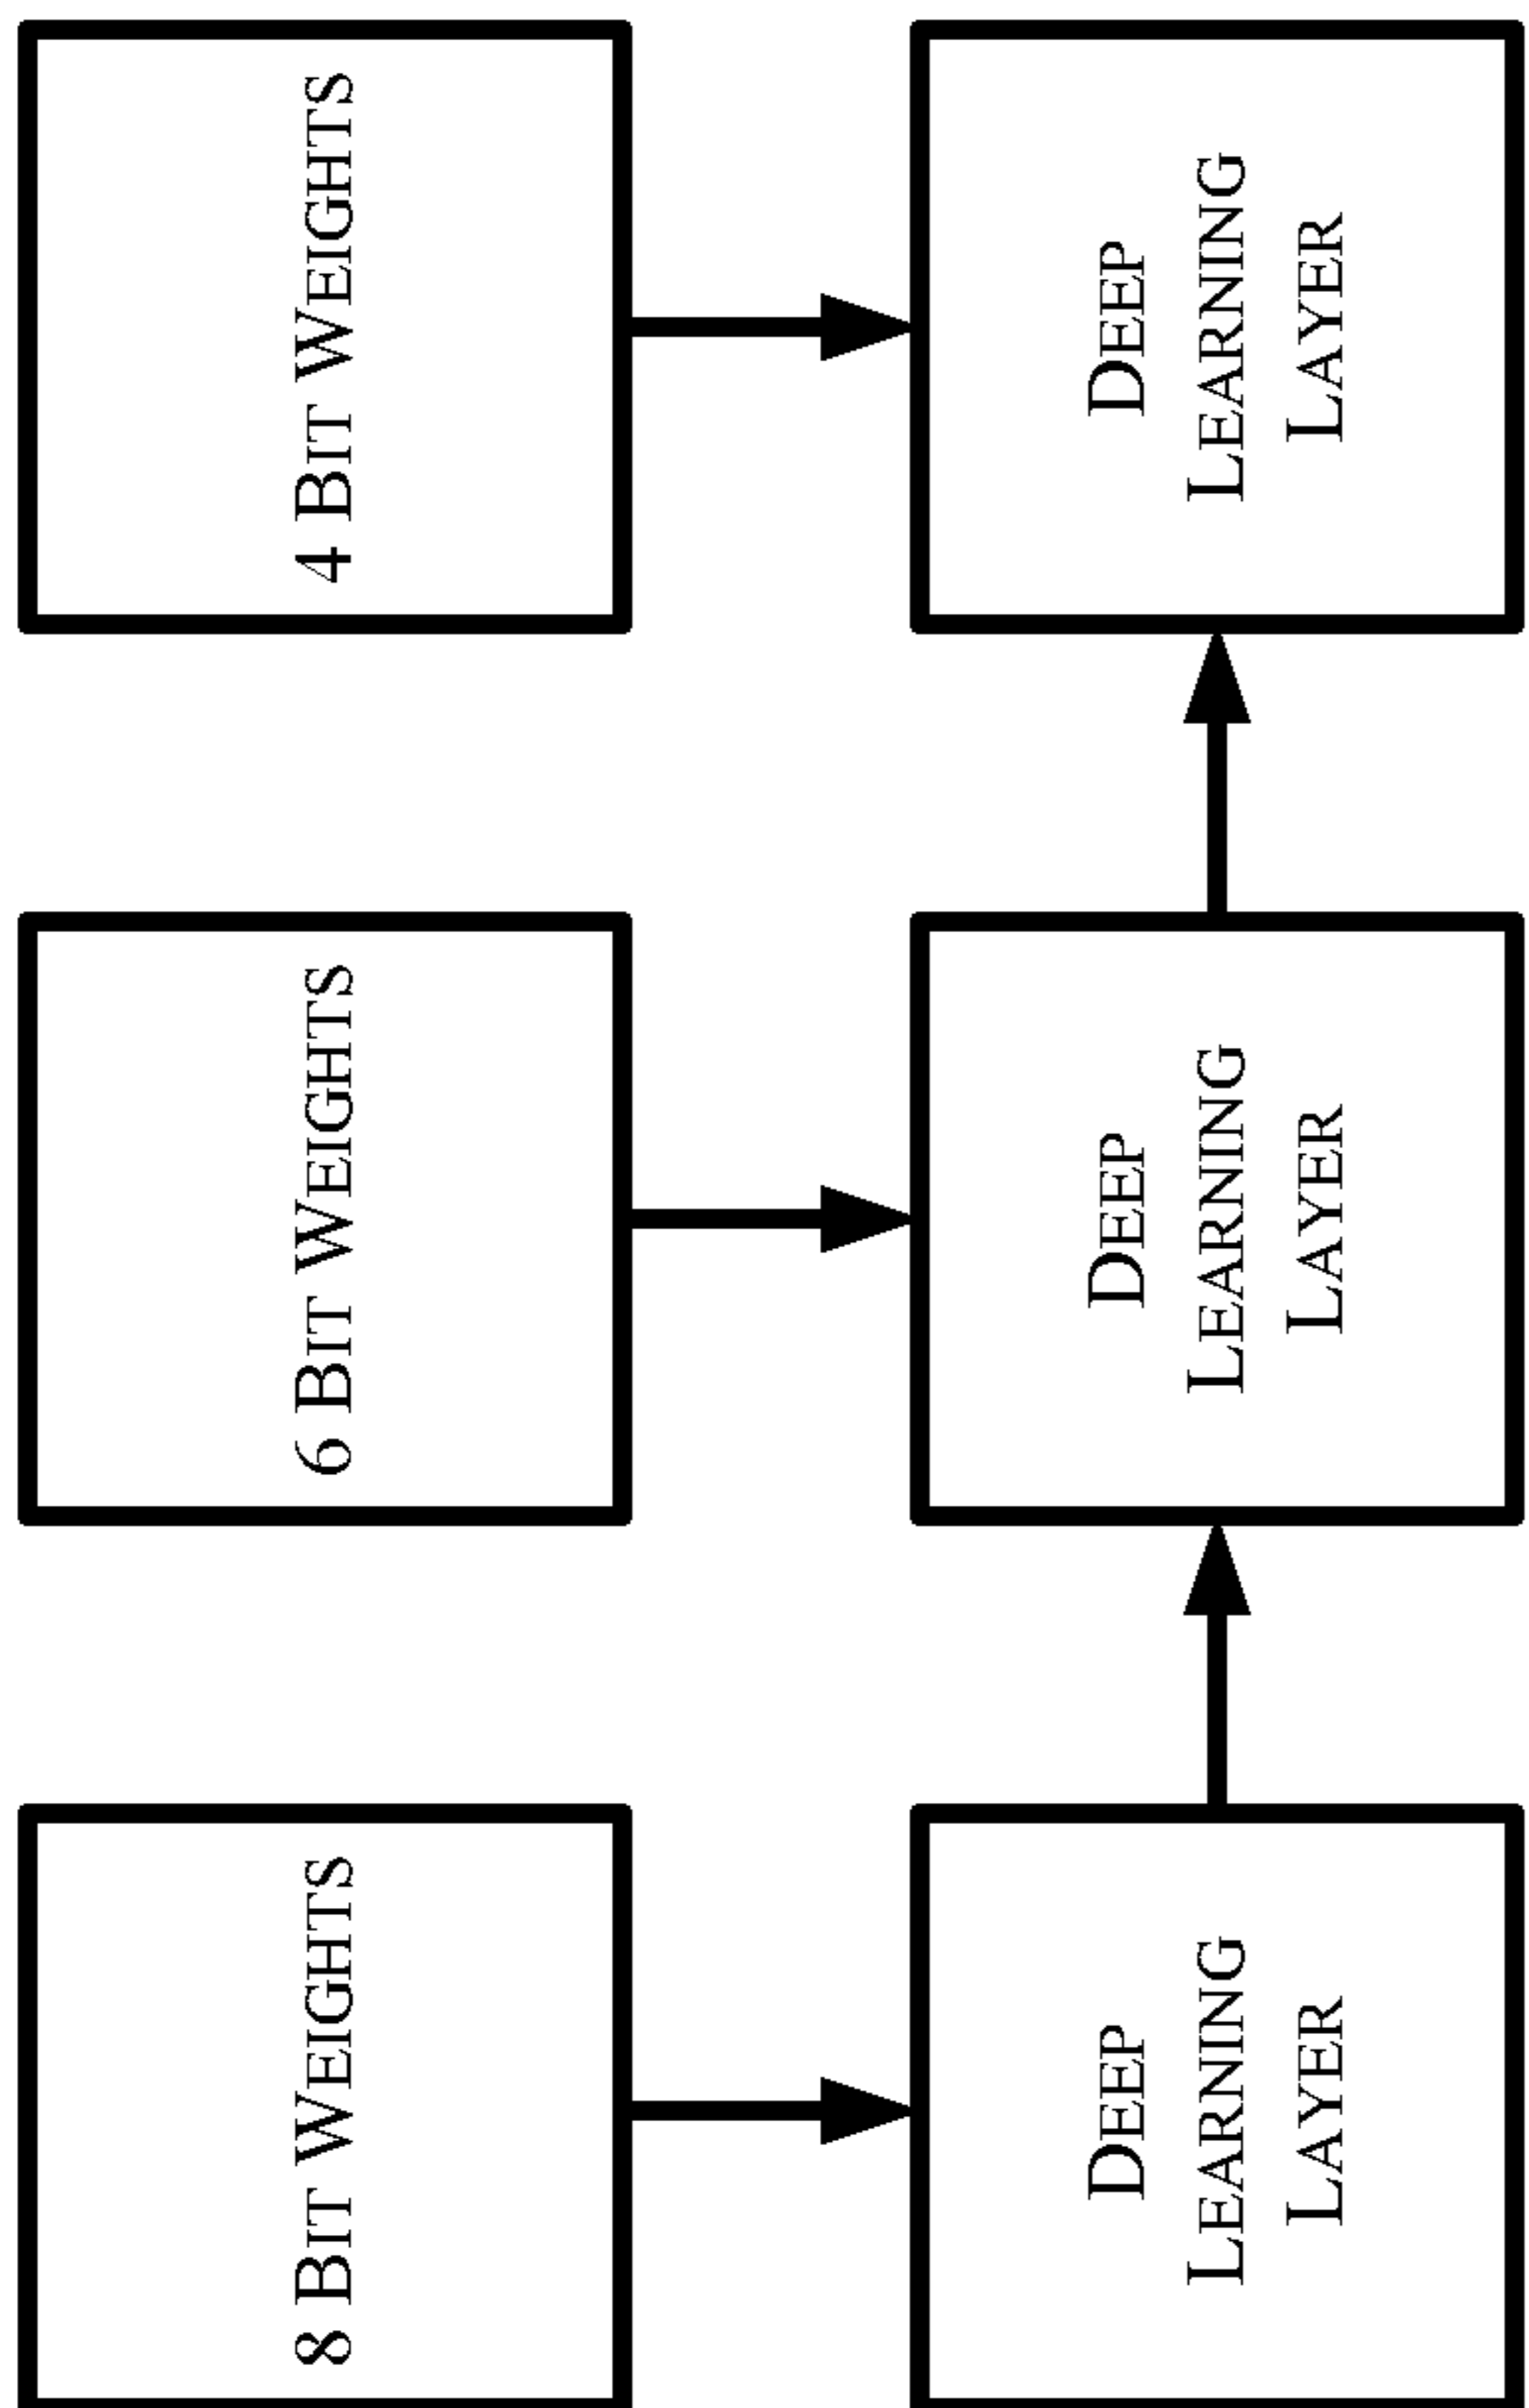 8 BIT WEIGHTS
6 BIT WEIGHTS
4 BIT WEIGHTS
DEEP
LEARNING
LAYER
DEEP
LEARNING
LAYER
DEEP
LEARNING
LAYER